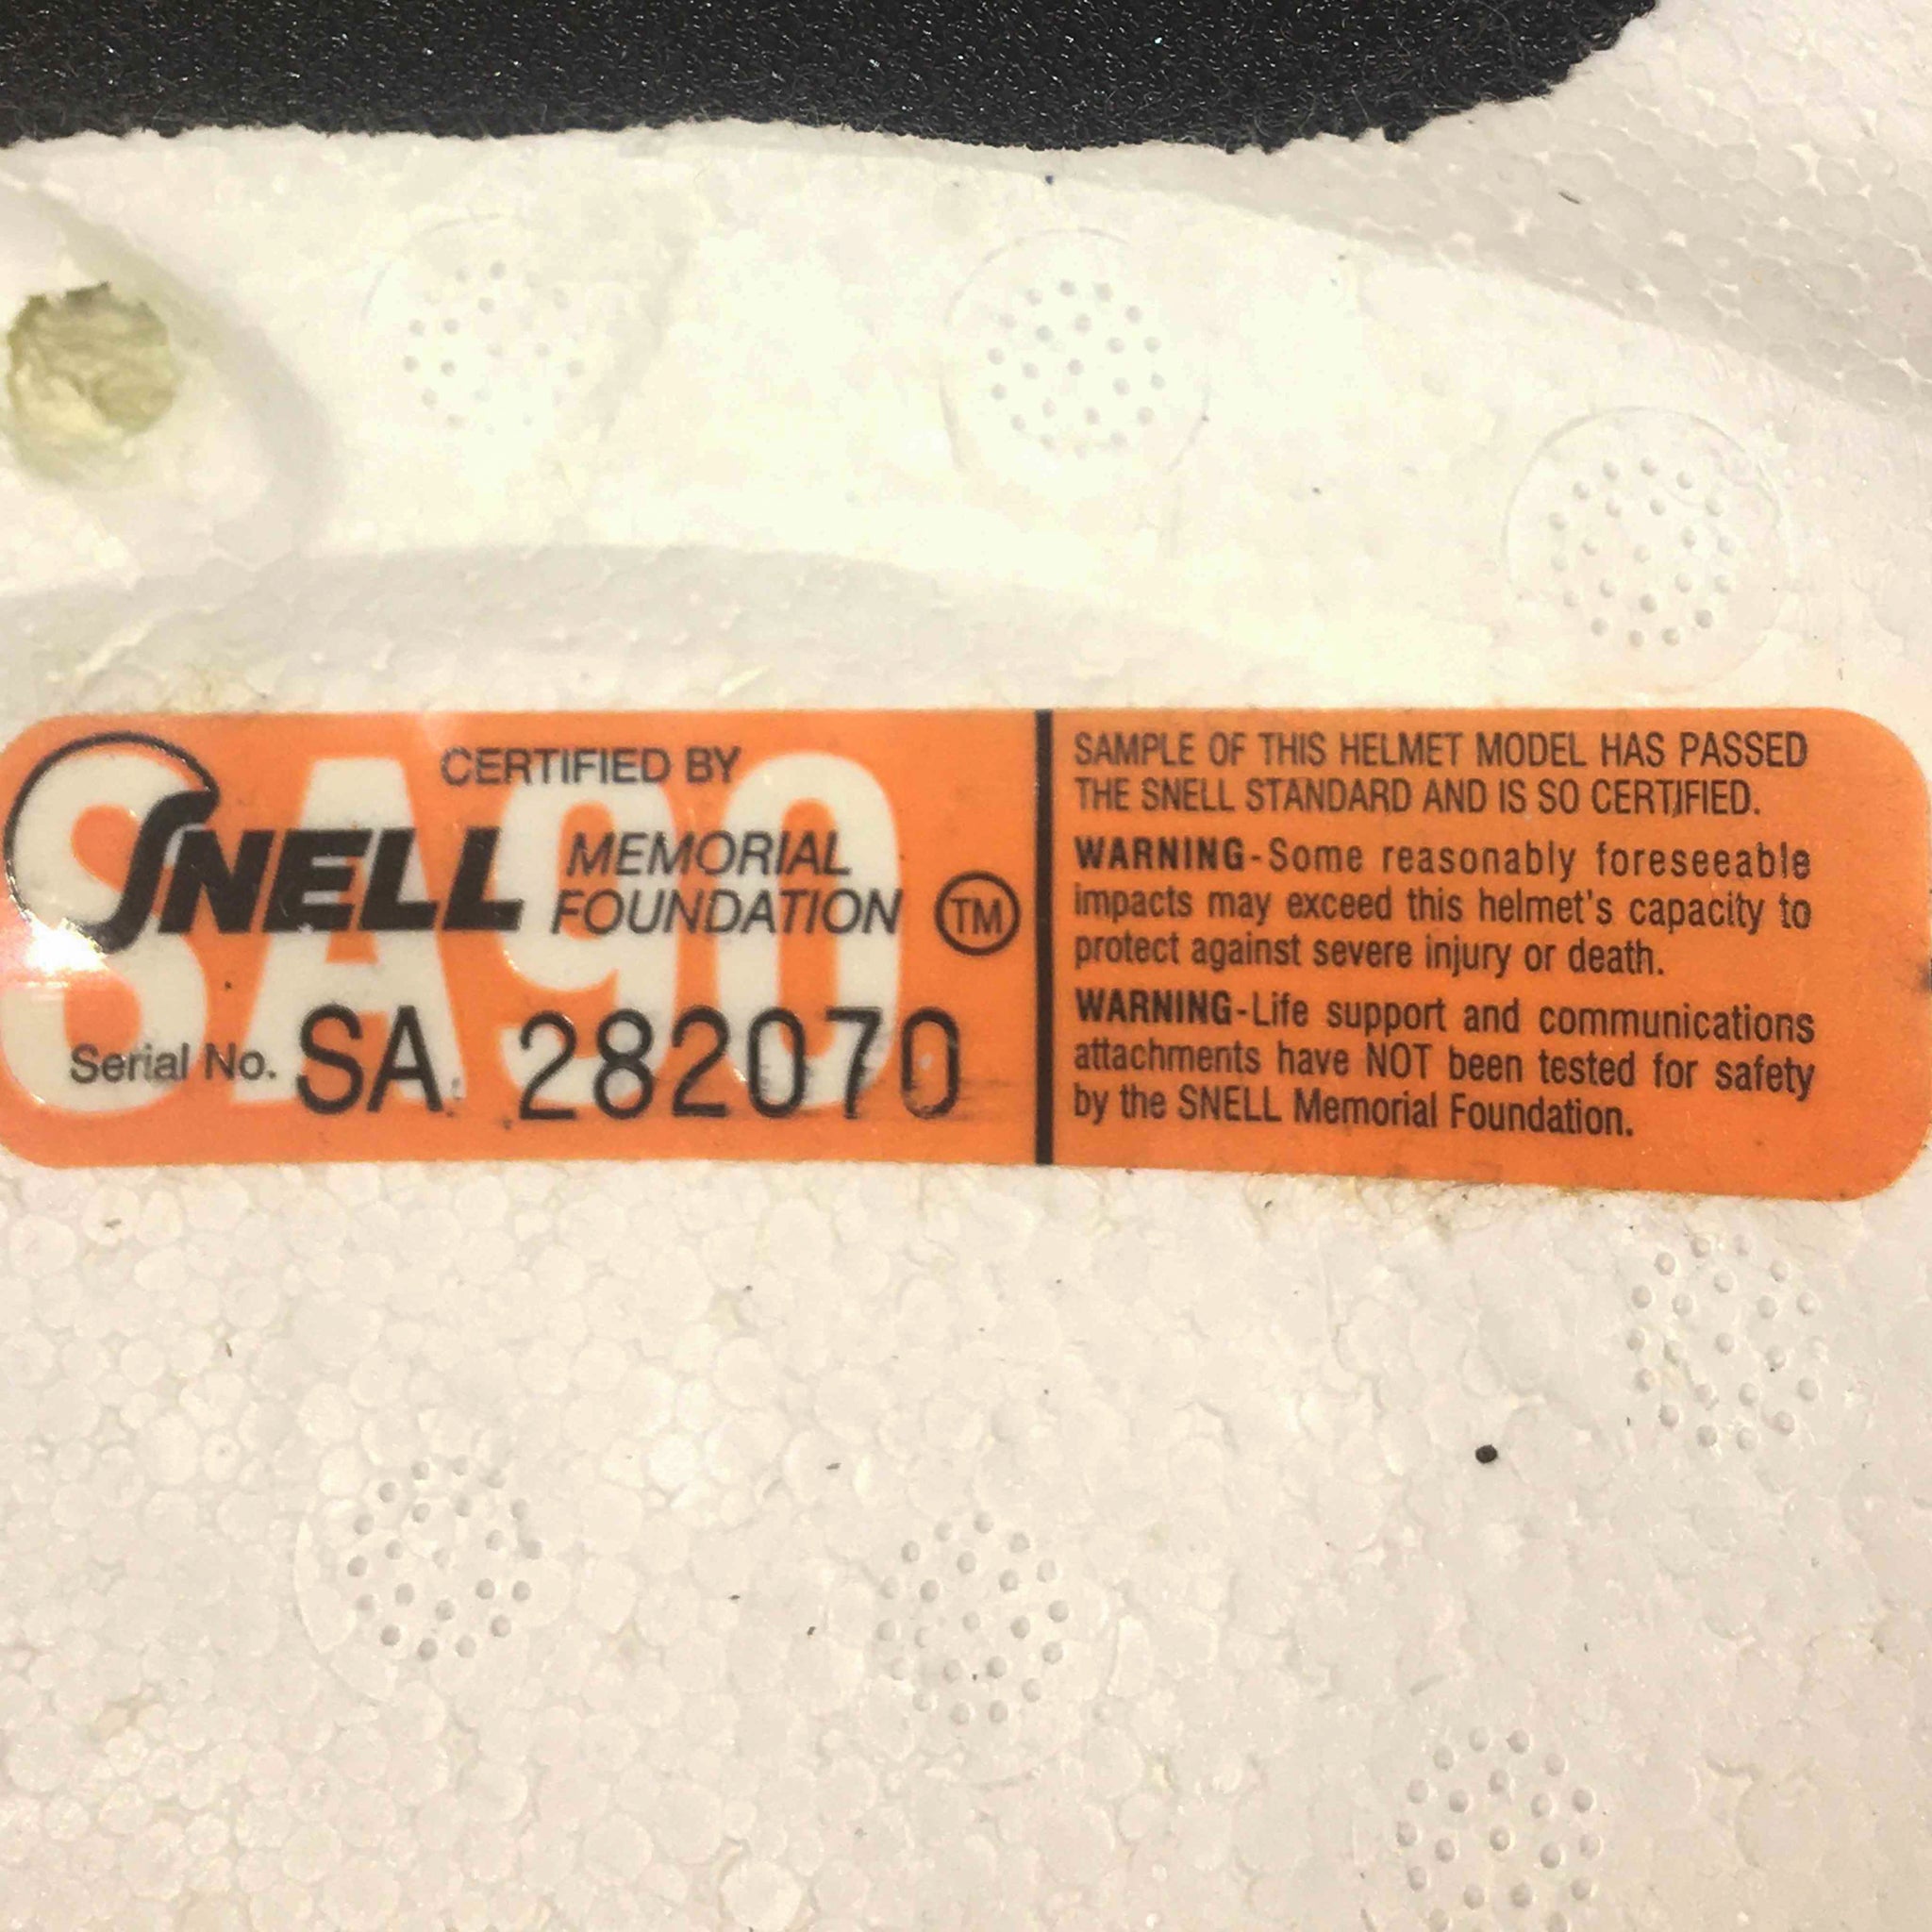 SA90
CERTIFIED BY
SNELL MEMORIAL
FOUNDATION TM
Serial No. SA 282070
SAMPLE OF THIS HELMET MODEL HAS PASSED
THE SNELL STANDARD AND IS SO CERTIFIED.
WARNING-Some reasonably foreseeable
impacts may exceed this helmet's capacity to
protect against severe injury or death.
WARNING-Life support and communications
attachments have NOT been tested for safety
by the SNELL Memorial Foundation.